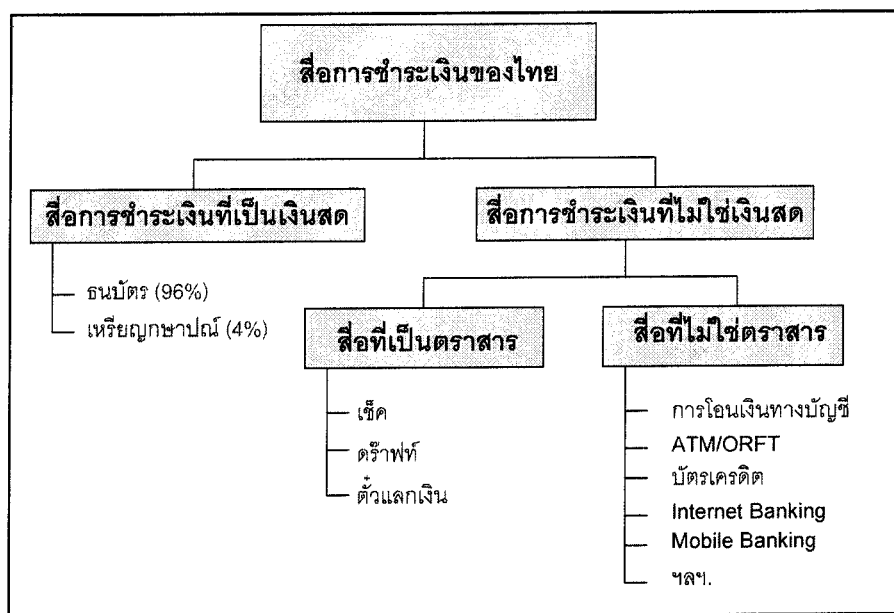 สื่อการชำระเงินของไทย
สื่อการชำระเงินที่เป็นเงินสด
ธนบัตร (96%)
เหรียญกษาปณ์ (4%)
สื่อการชำระเงินที่ไม่ใช่เงินสด
สื่อที่เป็นตราสาร
เช็ค
ดร๊าฟท์
ตั๋วแลกเงิน
สื่อที่ไม่ใช่ตราสาร
การโอนเงินทางบัญชี
ATM/ORFT
บัตรเครดิต
Internet Banking
Mobile Banking
ฯลฯ.